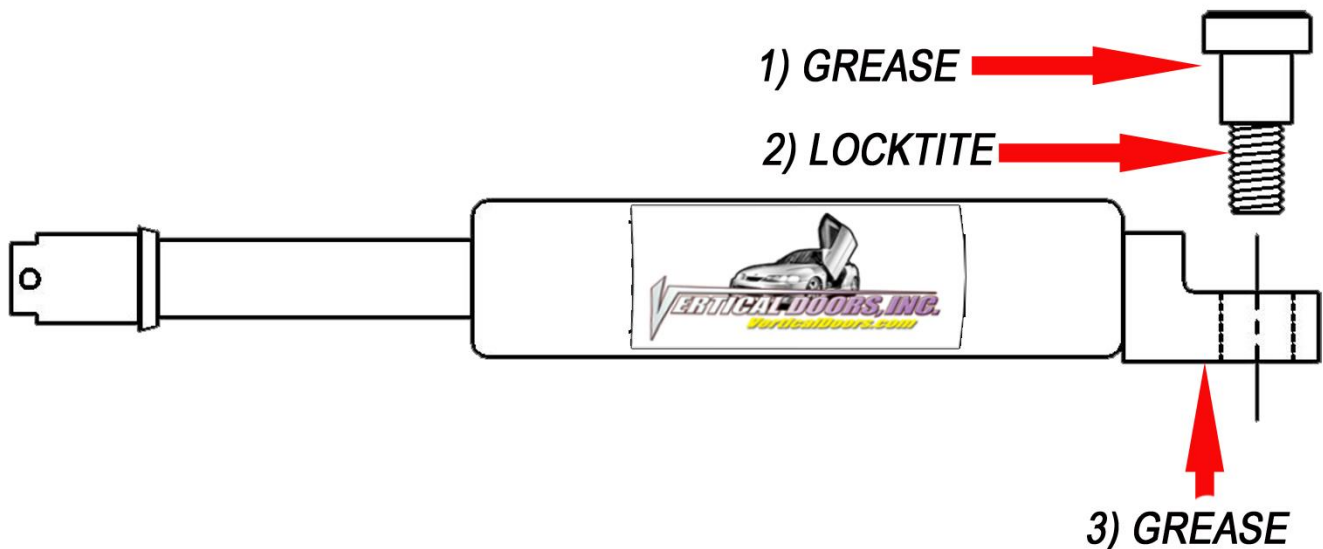 1) GREASE
2) LOCKTITE
VERTICAL DOORS, INC.
VerticalDoors.com
3) GREASE